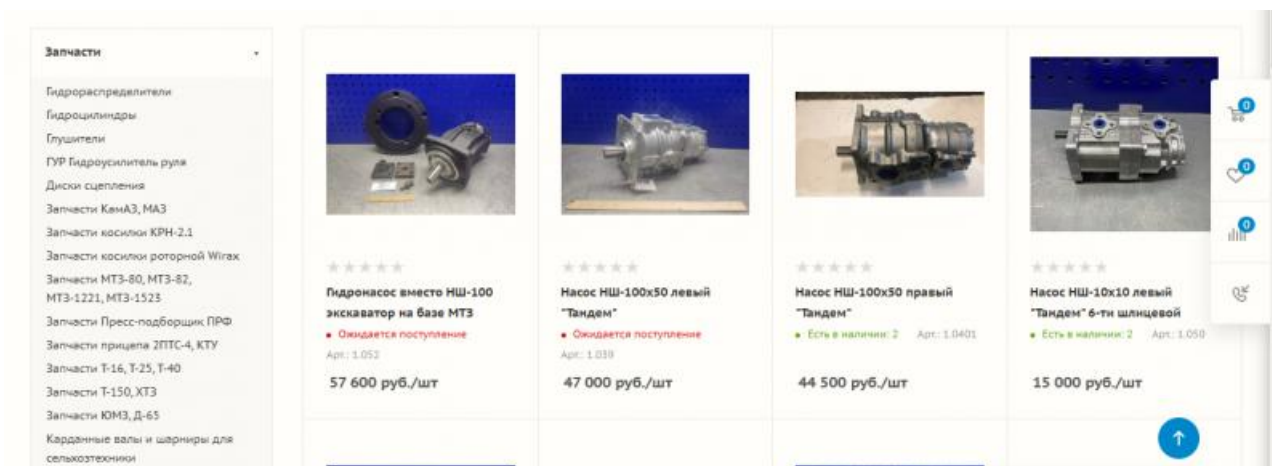 Запчасти
Гидрораспределители
Гидроцилиндры
Глушители
ГУР Гидроусилитель руля
Диски сцепления
Запчасти КамАЗ, МАЗ
Запчасти косилки КРН-2.1
Запчасти косилки роторной Wirax
Запчасти МТЗ-80, МТЗ-82,
МТЗ-1221, МТЗ-1523
Запчасти Пресс-подборщик ПРФ
Запчасти прицепа 2ПТС-4, КТУ
Запчасти Т-16, Т-25, Т-40
Запчасти Т-150, ХТЗ
Запчасти ЮМЗ, Д-65
Карданные валы и шарниры для
сельхозтехники
Гидронасос вместо НШ-100
экскаватор на базе МТЗ
Ожидается поступление
Арт.: 1.052
57 600 руб./шт
Насос НШ-100х50 левый
"Тандем"
Ожидается поступление
Арт.: 1.039
47 000 руб./шт
Насос НШ-100х50 правый
"Тандем"
Есть в наличии: 2 Арт.: 1.0401
44 500 руб./шт
Насос НШ-10х10 левый
"Тандем" 6-ти шлицевой
Есть в наличии: 2 Арт.: 1.050
15 000 руб./шт
0
0
0